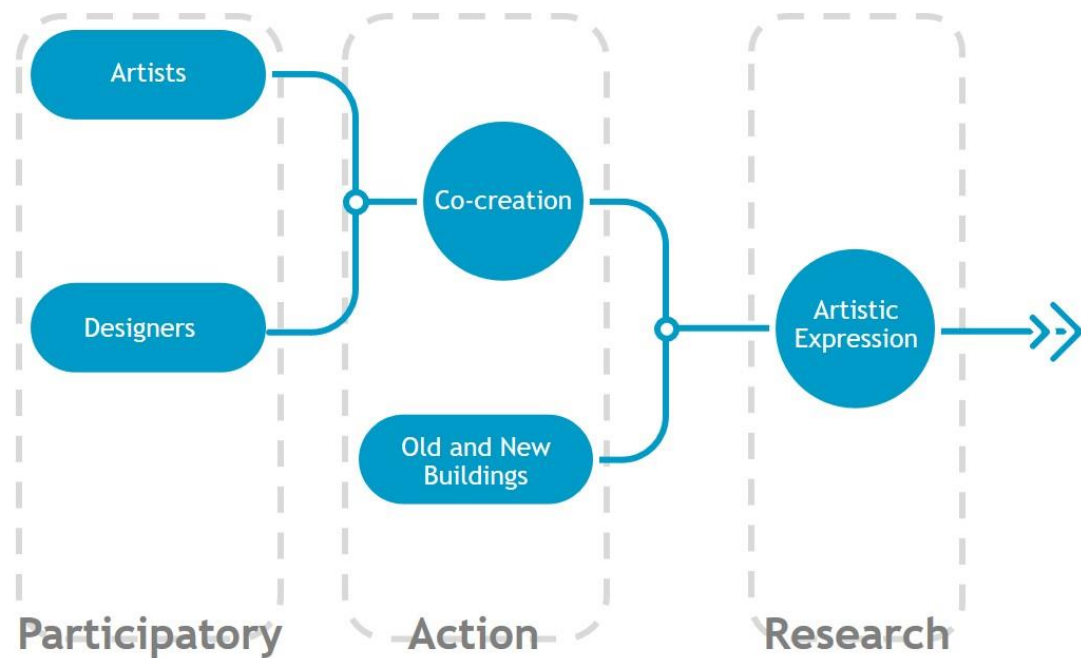 Artists
Designers
Co-creation
Old and New
Buildings
Artistic
Expression
Participatory
Action
Research